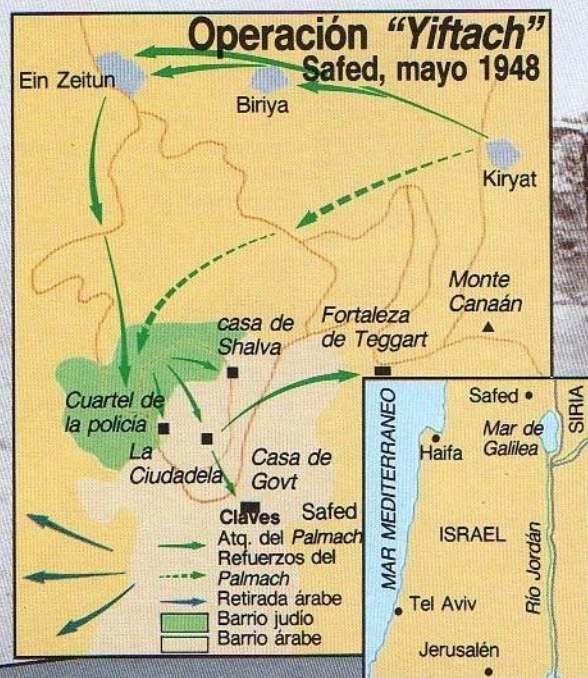 Operación "Yiftach"
Safed, mayo 1948
Ein Zeitun
Biriya
Kiryat
Monte
Canaán
casa de
Shalva
Fortaleza
de Teggart
Cuartel de
la policía
La
Ciudadela
Casa de
Govt
Safed
Claves
Atq. del Palmach
Refuerzos del
Palmach
Retirada árabe
Barrio judío
Barrio árabe
MAR MEDITERRANEO
Safed
SIRIA
Mar de
Galilea
Haifa
ISRAEL
Río Jordán
Tel Aviv
Jerusalén